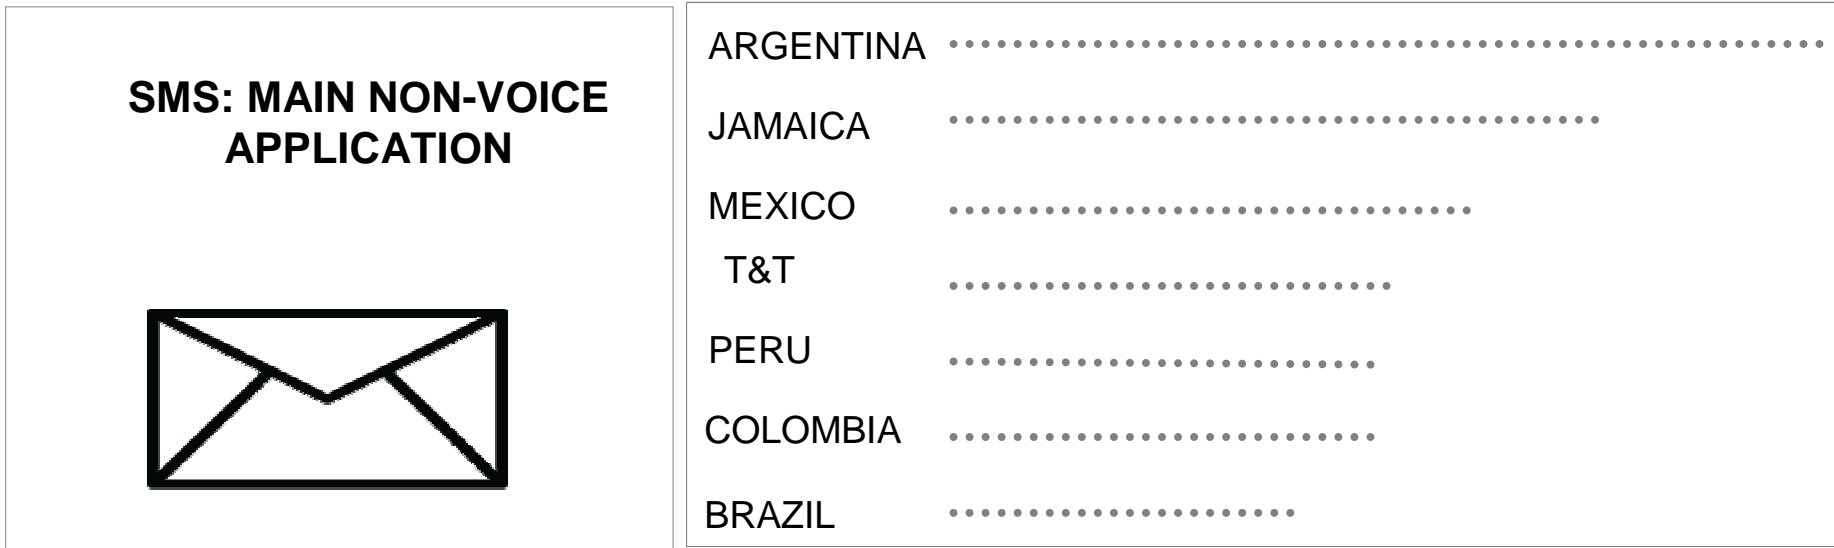 SMS: MAIN NON-VOICE
APPLICATION
ARGENTINA
JAMAICA
MEXICO
T&T
PERU
COLOMBIA
BRAZIL